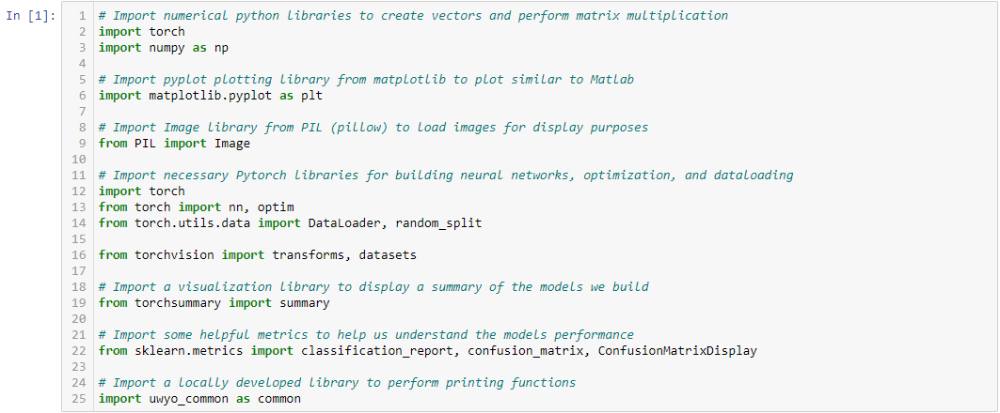 In [1]:
1 # Import numerical python libraries to create vectors and perform matrix multiplication
2 import torch
3 import numpy as np
4
5 # Import pyplot plotting library from matplotlib to plot similar to Matlab
6 import matplotlib.pyplot as plt
7
8 # Import Image library from PIL (pillow) to load images for display purposes
9 from PIL import Image
10
11 # Import necessary Pytorch libraries for building neural networks, optimization, and dataloading
12 import torch
13 from torch import nn, optim
14 from torch.utils.data import DataLoader, random_split
15
16 from torchvision import transforms, datasets
17
18 # Import a visualization library to display a summary of the models we build
19 from torchsummary import summary
20
21 # Import some helpful metrics to help us understand the models performance
22 from sklearn.metrics import classification_report, confusion_matrix, ConfusionMatrixDisplay
23
24 # Import a locally developed library to perform printing functions
25 import uwyo_common as common